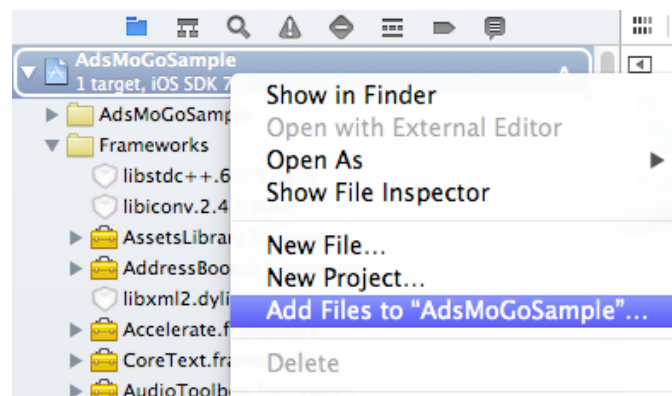 AdsMoGoSample
1 target, iOS SDK 7
AdsMoGoSamp
Frameworks
libstdc++.6
libiconv.2.4
AssetsLibra
AddressBoo
libxml2.dyli
Accelerate.f
CoreText.fra
AudioToolb
Show in Finder
Open with External Editor
Open As
Show File Inspector
New File...
New Project...
Add Files to “AdsMoGoSample”...
Delete